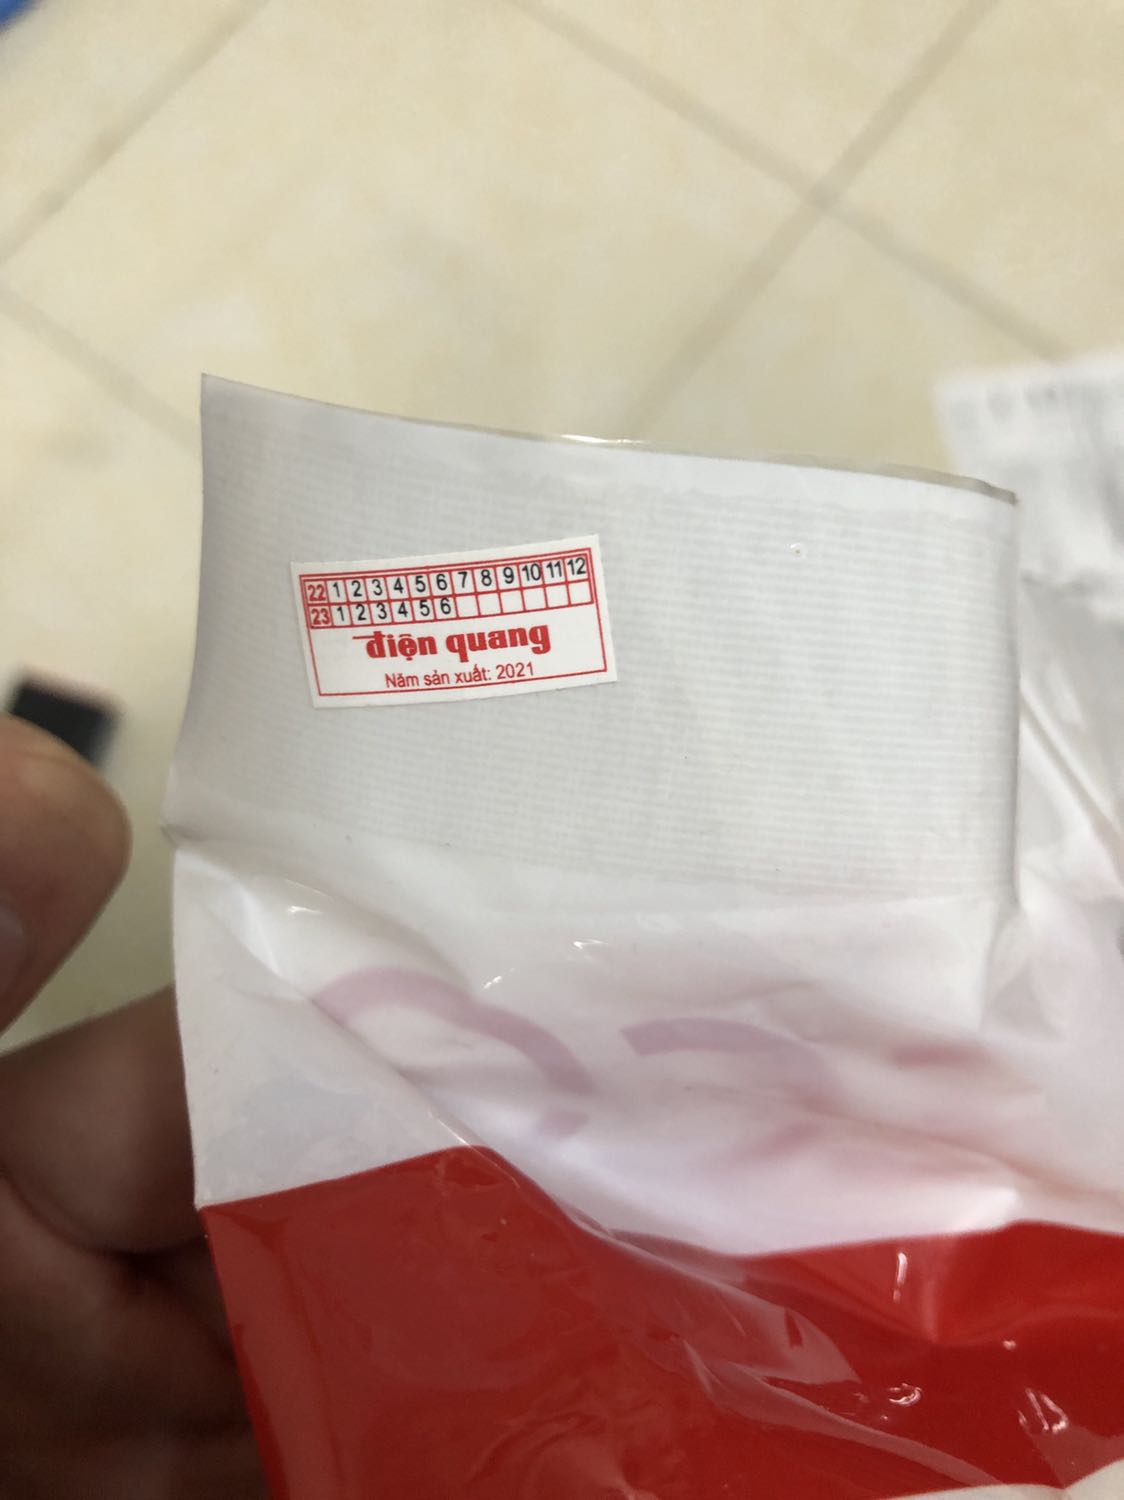 22 1 2 3 4 5 6 7 8 9 10 11 12
23 1 2 3 4 5 6
điện quang
Năm sản xuất: 2021